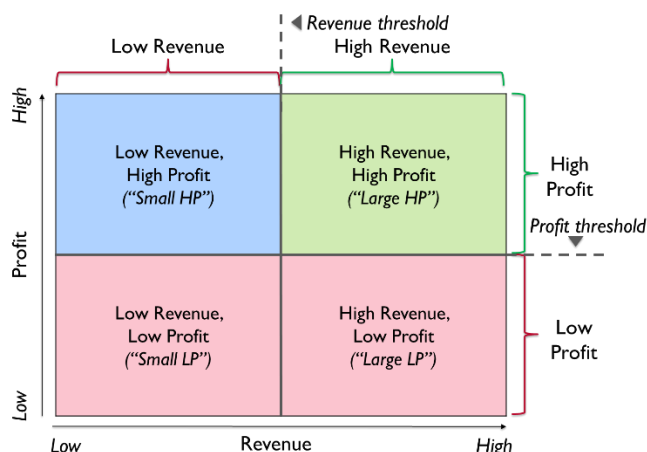 Revenue threshold
Low Revenue
High Revenue
High
Low Revenue,
High Profit
(“Small HP”)
High Revenue,
High Profit
(“Large HP”)
High
Profit
Profit threshold
Profit
Low Revenue,
Low Profit
(“Small LP”)
High Revenue,
Low Profit
(“Large LP”)
Low
Profit
Low
Low
Revenue
High